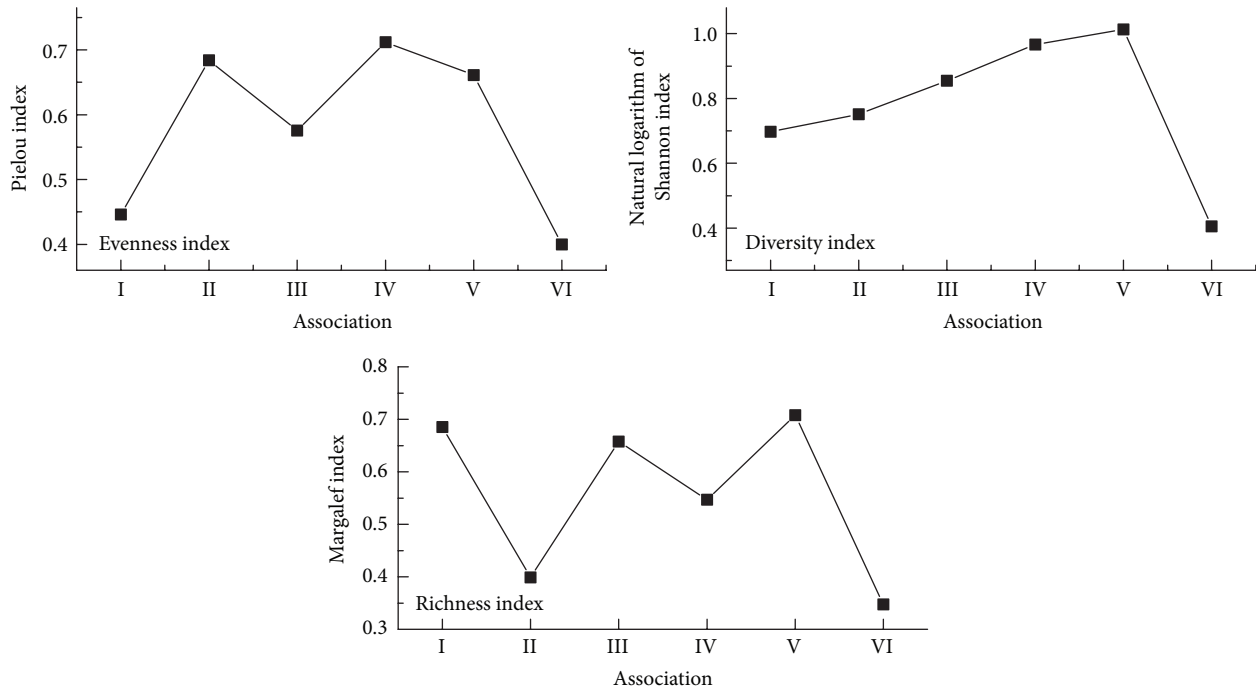 Pielou index
0.7
0.6
0.5
0.4
Evenness index
I II III IV V VI
Association
Natural logarithm of
Shannon index
1.0
0.8
0.6
0.4
Diversity index
I II III IV V VI
Association
Margalef index
0.8
0.7
0.6
0.5
0.4
0.3
Richness index
I II III IV V VI
Association